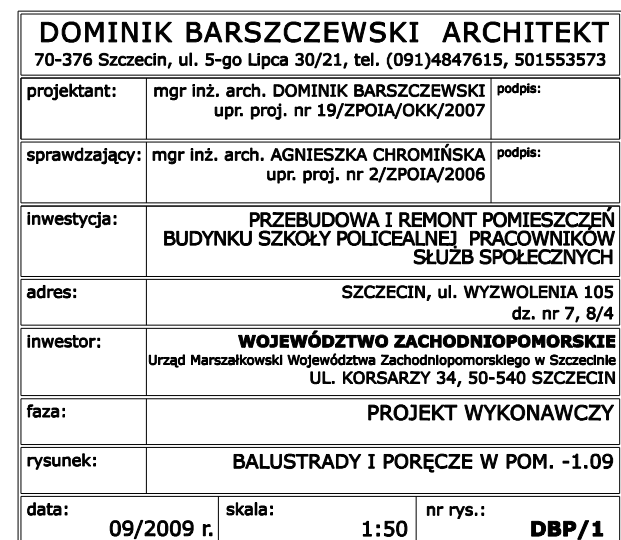 DOMINIK BARSZCZEWSKI ARCHITEKT
70-376 Szczecin, ul. 5-go Lipca 30/21, tel. (091)4847615, 501553573
projektant: mgr inż. arch. DOMINIK BARSZCZEWSKI podpis:
upr. proj. nr 19/ZPOIA/OKK/2007
sprawdzający: mgr inż. arch. AGNIESZKA CHROMIŃSKA podpis:
upr. proj. nr 2/ZPOIA/2006
inwestycja: PRZEBUDOWA I REMONT POMIESZCZEŃ
BUDYNKU SZKOŁY POLICEALNEJ PRACOWNIKÓW
SŁUŻB SPOŁECZNYCH
adres: SZCZECIN, ul. WYZWOLENIA 105
dz. nr 7, 8/4
inwestor: WOJEWÓDZTWO ZACHODNIOPOMORSKIE
Urząd Marszałkowski Województwa Zachodniopomorskiego w Szczecinie
UL. KORSARZY 34, 50-540 SZCZECIN
faza: PROJEKT WYKONAWCZY
rysunek: BALUSTRADY I PORĘCZE W POM. -1.09
data: skala: nr rys.:
09/2009 r. 1:50 DBP/1